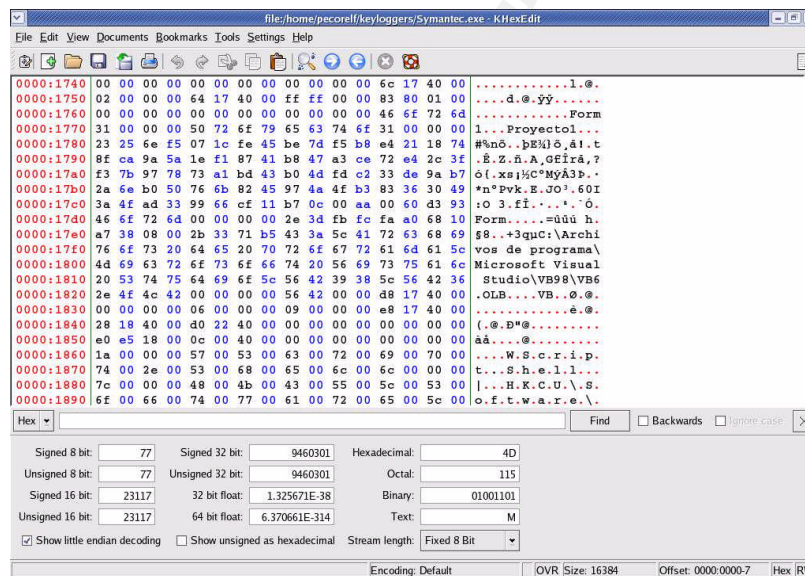 file:/home/pecorelf/keyloggers/Symantec.exe - KHexEdit
File Edit View Documents Bookmarks Tools Settings Help
0000:1740 00 00 00 00 00 00 00 00 00 00 00 00 6c 17 40 00 ............l.@.
0000:1750 02 00 00 00 64 17 40 00 ff ff 00 00 83 80 01 00 ....d.@.ÿÿ......
0000:1760 00 00 00 00 00 00 00 00 00 00 00 00 46 6f 72 6d ............Form
0000:1770 31 00 00 00 50 72 6f 79 65 63 74 6f 31 00 00 00 1...Proyecto1...
0000:1780 23 25 6e f5 07 1c fe 45 be 7d f5 b8 e4 21 18 74 #%nõ..þE¾}õ¸ä!.t
0000:1790 8f ca 9a 5a 1e f1 87 41 b8 47 a3 ce 72 e4 2c 3f .Ê.Z.ñ.A¸G£Îrä,?
0000:17a0 f3 7b 97 78 73 a1 bd 43 b0 4d fd c2 33 de 9a b7 ó{.xs¡½C°MýÂ3Þ.·
0000:17b0 2a 6e b0 50 76 6b 82 45 97 4a 4f b3 83 36 30 49 *n°Pvk.E.JO³.60I
0000:17c0 3a 4f ad 33 99 66 cf 11 b7 0c 00 aa 00 60 d3 93 :O 3.fÏ.·..ª.`Ó.
0000:17d0 46 6f 72 6d 00 00 00 00 2e 3d fb fc fa a0 68 10 Form.....=ûüú h.
0000:17e0 a7 38 08 00 2b 33 71 b5 43 3a 5c 41 72 63 68 69 §8..+3qµC:\Archi
0000:17f0 76 6f 73 20 64 65 20 70 72 6f 67 72 61 6d 61 5c vos de programa\
0000:1800 4d 69 63 72 6f 73 6f 66 74 20 56 69 73 75 61 6c Microsoft Visual
0000:1810 20 53 74 75 64 69 6f 5c 56 42 39 38 5c 56 42 36 Studio\VB98\VB6
0000:1820 2e 4f 4c 42 00 00 00 00 56 42 00 00 d8 17 40 00 .OLB....VB..Ø.@.
0000:1830 00 00 00 00 06 00 00 00 09 00 00 00 e8 17 40 00 ............è.@.
0000:1840 28 18 40 00 d0 22 40 00 00 00 00 00 00 00 00 00 (.@.Ð"@.........
0000:1850 e0 e5 18 00 0c 00 40 00 00 00 00 00 00 00 00 00 àå....@.........
0000:1860 1a 00 00 00 57 00 53 00 63 00 72 00 69 00 70 00 ....W.S.c.r.i.p.
0000:1870 74 00 2e 00 53 00 68 00 65 00 6c 00 6c 00 00 00 t...S.h.e.l.l...
0000:1880 7c 00 00 00 48 00 4b 00 43 00 55 00 5c 00 53 00 |...H.K.C.U.\.S.
0000:1890 6f 00 66 00 74 00 77 00 61 00 72 00 65 00 5c 00 o.f.t.w.a.r.e.\.
Hex Find Backwards Ignore case
Signed 8 bit: 77 Signed 32 bit: 9460301 Hexadecimal: 4D
Unsigned 8 bit: 77 Unsigned 32 bit: 9460301 Octal: 115
Signed 16 bit: 23117 32 bit float: 1.325671E-38 Binary: 01001101
Unsigned 16 bit: 23117 64 bit float: 6.370661E-314 Text: M
Show little endian decoding Show unsigned as hexadecimal Stream length: Fixed 8 Bit
Encoding: Default OVR Size: 16384 Offset: 0000:0000-7 Hex